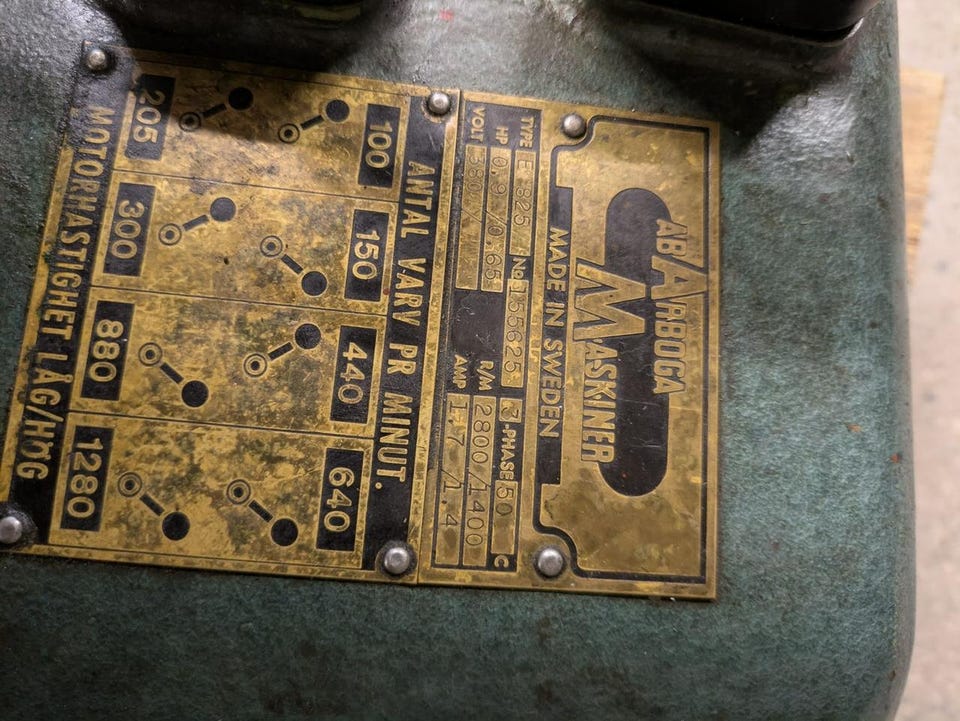 AB ARBOGA
MASKINER
MADE IN SWEDEN
TYPE E 825 No 155625 3-PHASE 50 C
HP 0.9/0.65 R/M 2800/1400
VOLT 380/ AMP 1.7/1.4
ANTAL VARV PR MINUT.
100 150 440 640
205 300 880 1280
MOTORHASTIGHET LÅG/HÖG